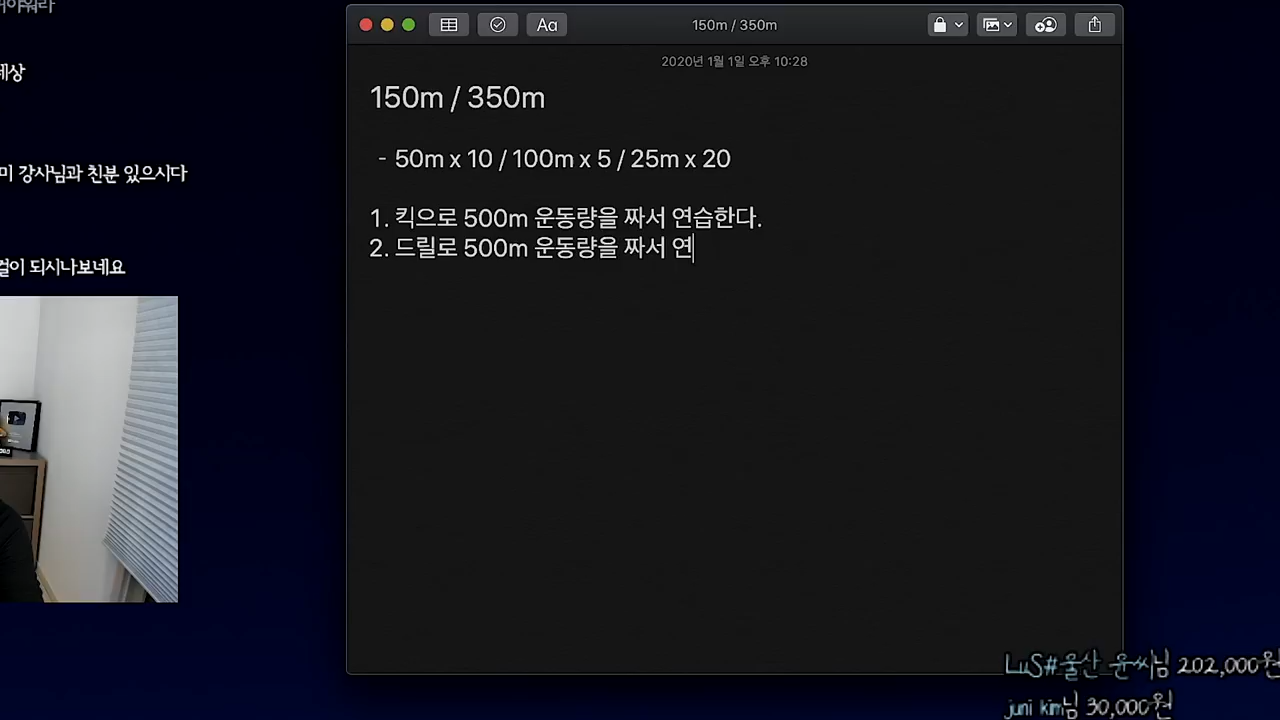 세상
미 강사님과 친분 있으시다
걸이 되시나보네요
150m / 350m
2020년 1월 1일 오후 10:28
150m / 350m
- 50m x 10 / 100m x 5 / 25m x 20
1. 킥으로 500m 운동량을 짜서 연습한다.
2. 드릴로 500m 운동량을 짜서 연
LuS#울산 윤씨님 202,000원
juni kim님 30,000원